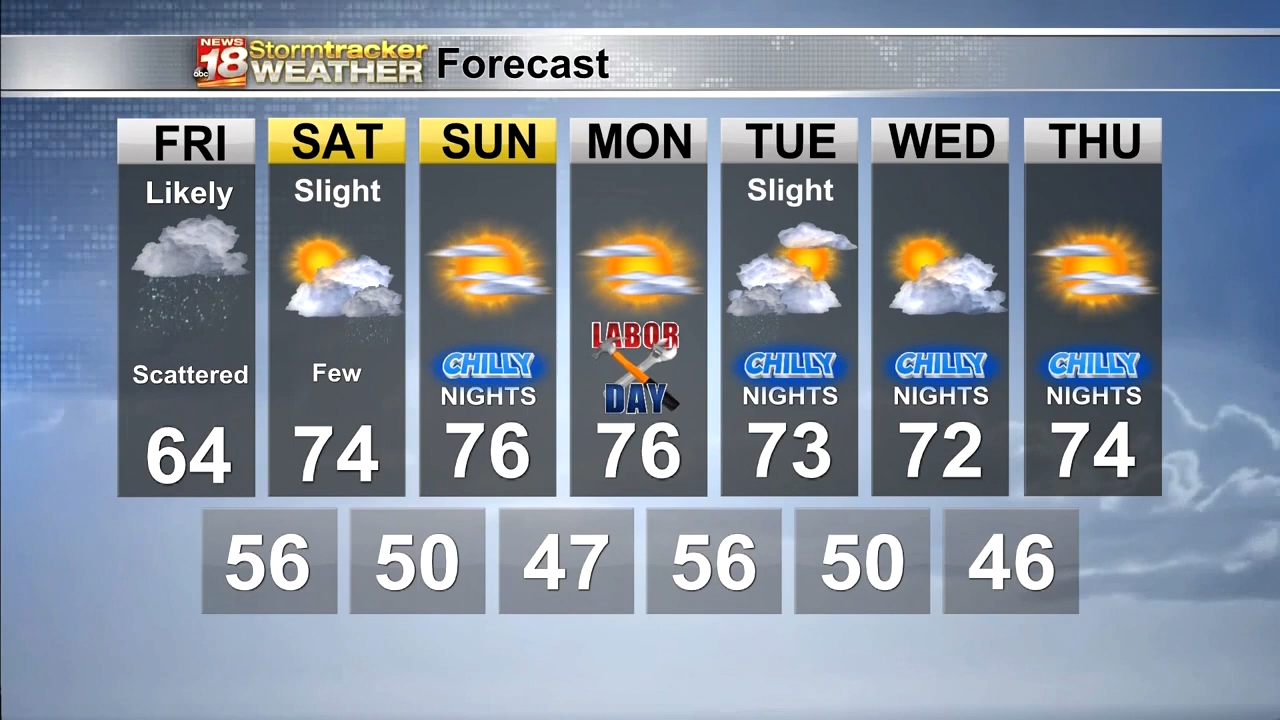 NEWS
abc 18
Stormtracker
WEATHER
Forecast
FRI
Likely
Scattered
64
SAT
Slight
Few
74
SUN
CHILLY
NIGHTS
76
MON
LABOR
DAY
76
TUE
Slight
CHILLY
NIGHTS
73
WED
CHILLY
NIGHTS
72
THU
CHILLY
NIGHTS
74
56 50 47 56 50 46